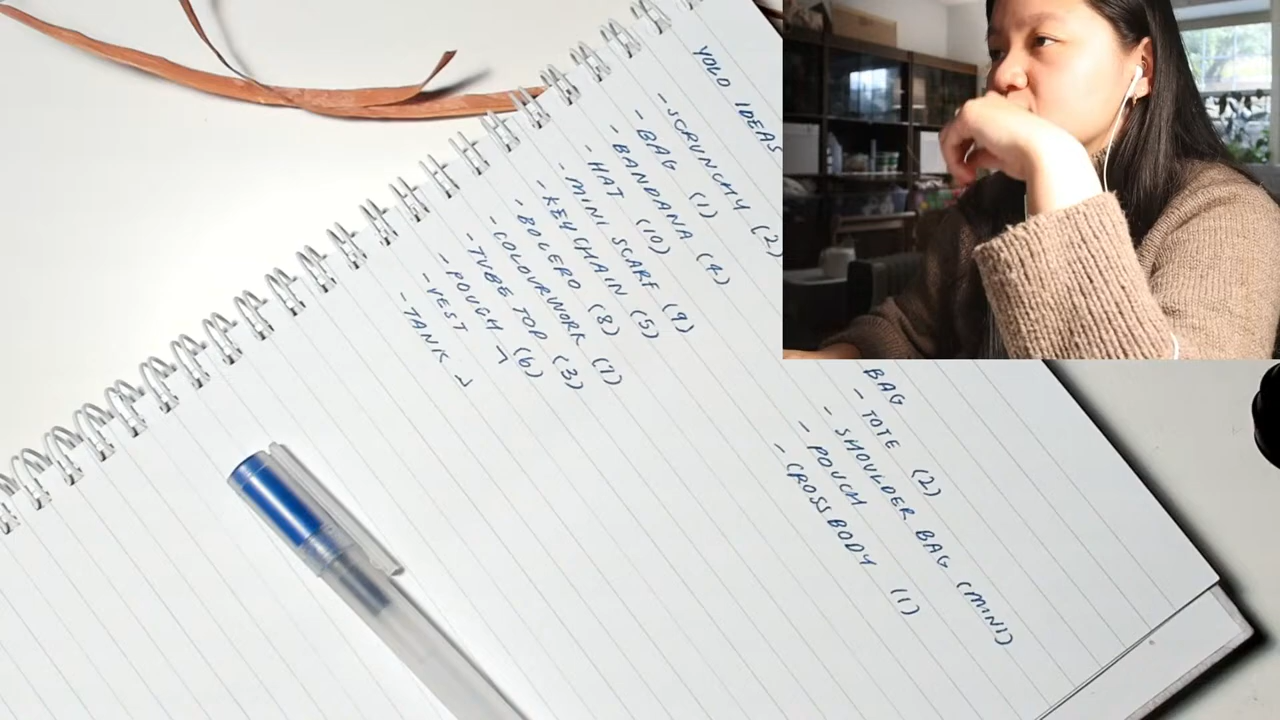 YOLO IDEAS
- SCRUNCHY (2)
- BAG (1)
- BANDANA (4)
- HAT (10)
- MINI SCARF (9)
- KEYCHAIN (5)
- BOLERO (8)
- COLOURWORK (1)
- TUBE TOP (3)
- POUCH (6)
- VEST
- TANK
BAG
- TOTE (2)
- SHOULDER BAG (MINI)
- POUCH
- CROSSBODY (1)